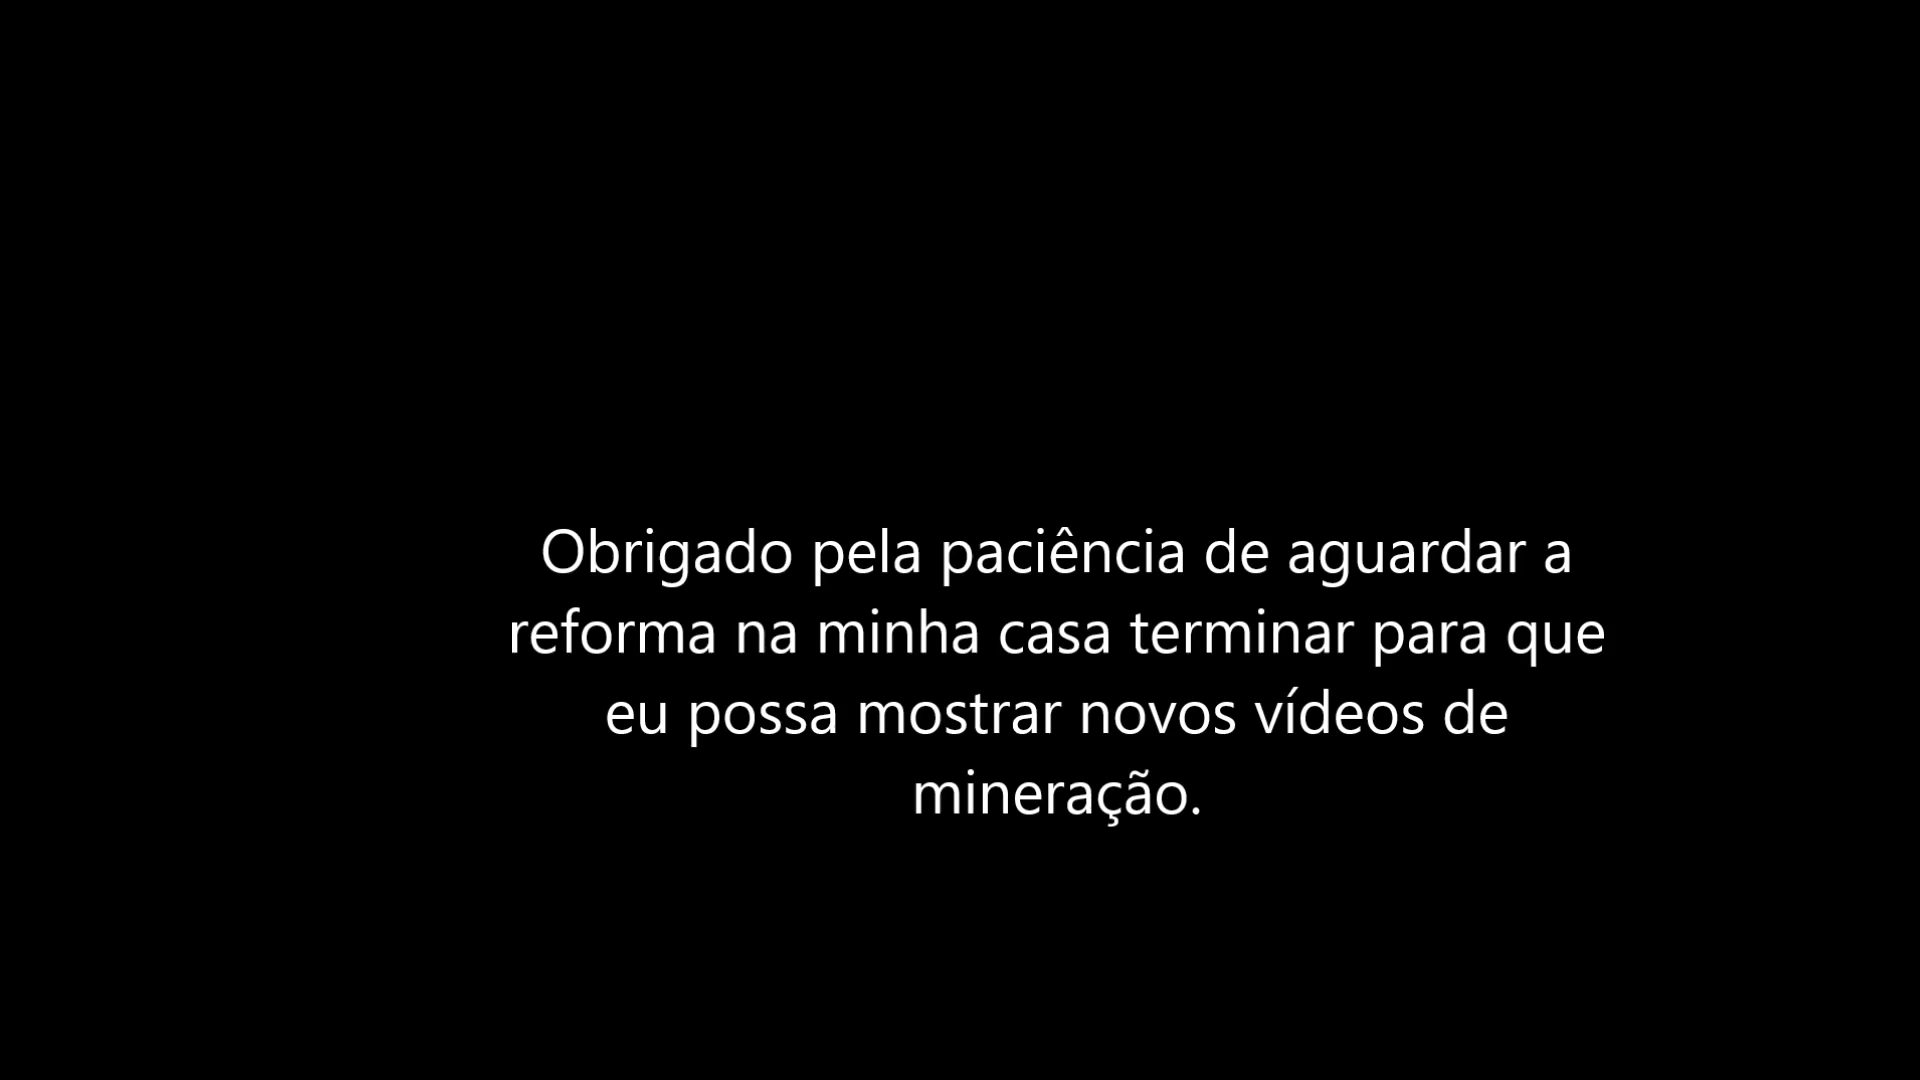 Obrigado pela paciência de aguardar a
reforma na minha casa terminar para que
eu possa mostrar novos vídeos de
mineração.